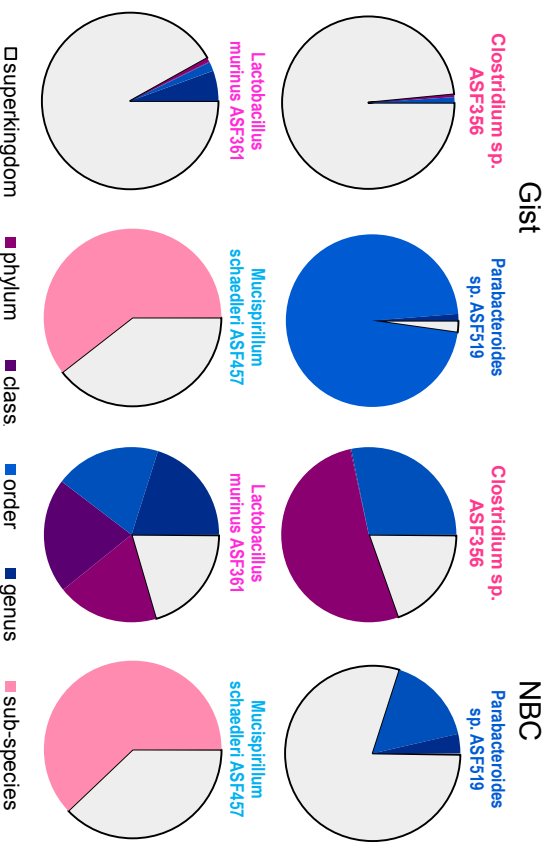 Gist
NBC
Clostridium sp.
ASF356
Parabacteroides
sp. ASF519
Clostridium sp.
ASF356
Parabacteroides
sp. ASF519
Lactobacillus
murinus ASF361
Mucispirillum
schaedleri ASF457
Lactobacillus
murinus ASF361
Mucispirillum
schaedleri ASF457
superkingdom phylum class. order genus sub-species